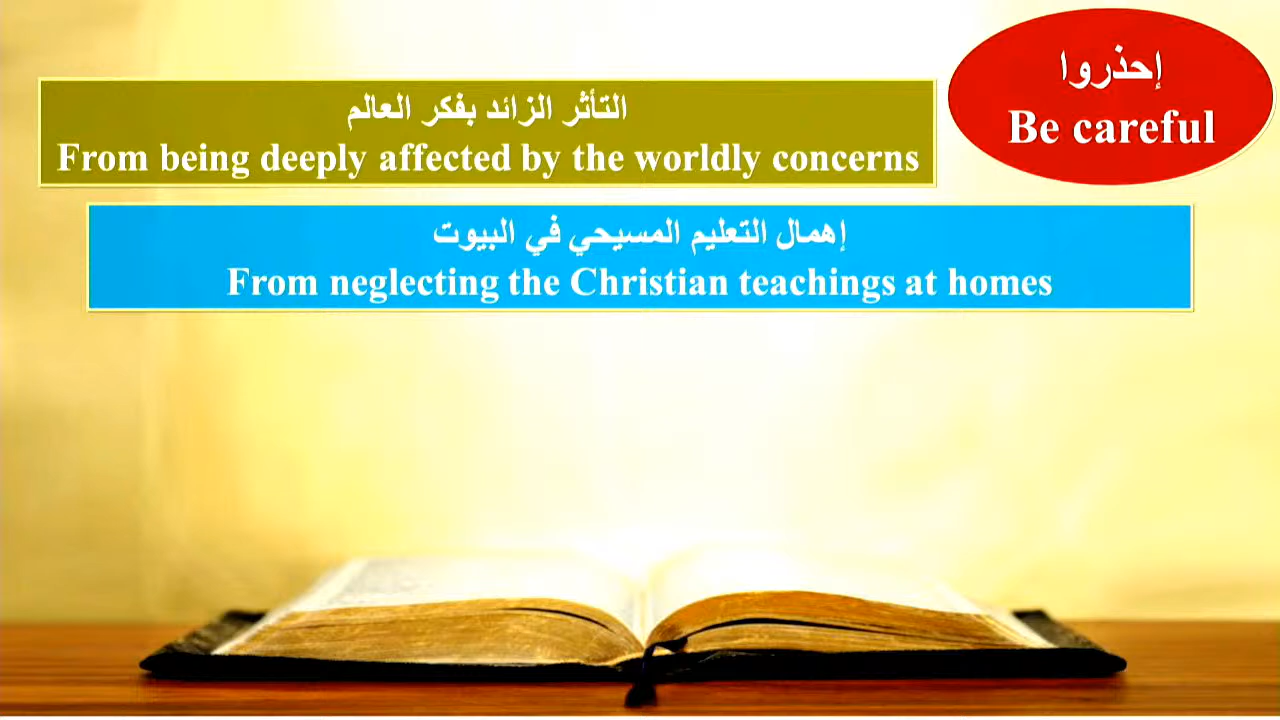 إحذروا
Be careful
التأثر الزائد بفكر العالم
From being deeply affected by the worldly concerns
إهمال التعليم المسيحي في البيوت
From neglecting the Christian teachings at homes